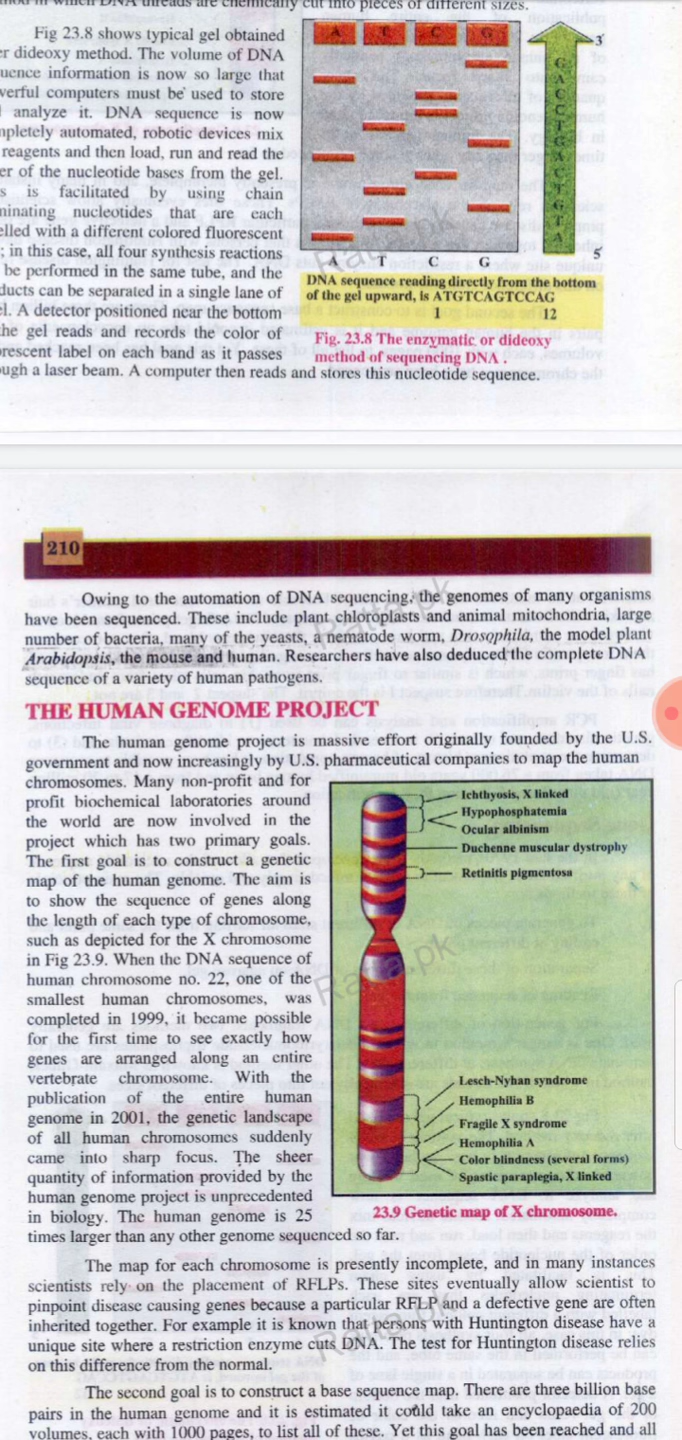 method in which DNA threads are chemically cut into pieces of different sizes.
Fig 23.8 shows typical gel obtained
er dideoxy method. The volume of DNA
uence information is now so large that
verful computers must be used to store
analyze it. DNA sequence is now
mpletely automated, robotic devices mix
reagents and then load, run and read the
er of the nucleotide bases from the gel.
s is facilitated by using chain
minating nucleotides that are each
elled with a different colored fluorescent
; in this case, all four synthesis reactions
be performed in the same tube, and the
ducts can be separated in a single lane of
el. A detector positioned near the bottom
the gel reads and records the color of
orescent label on each band as it passes
ough a laser beam. A computer then reads and stores this nucleotide sequence.
A T C G
3'
G
A
C
C
T
G
A
C
T
G
T
A
5'
A T C G
DNA sequence reading directly from the bottom
of the gel upward, is ATGTCAGTCCAG
1 12
Fig. 23.8 The enzymatic or dideoxy
method of sequencing DNA .
210
Owing to the automation of DNA sequencing, the genomes of many organisms
have been sequenced. These include plant chloroplasts and animal mitochondria, large
number of bacteria, many of the yeasts, a nematode worm, Drosophila, the model plant
Arabidopsis, the mouse and human. Researchers have also deduced the complete DNA
sequence of a variety of human pathogens.
THE HUMAN GENOME PROJECT
The human genome project is massive effort originally founded by the U.S.
government and now increasingly by U.S. pharmaceutical companies to map the human
chromosomes. Many non-profit and for
profit biochemical laboratories around
the world are now involved in the
project which has two primary goals.
The first goal is to construct a genetic
map of the human genome. The aim is
to show the sequence of genes along
the length of each type of chromosome,
such as depicted for the X chromosome
in Fig 23.9. When the DNA sequence of
human chromosome no. 22, one of the
smallest human chromosomes, was
completed in 1999, it became possible
for the first time to see exactly how
genes are arranged along an entire
vertebrate chromosome. With the
publication of the entire human
genome in 2001, the genetic landscape
of all human chromosomes suddenly
came into sharp focus. The sheer
quantity of information provided by the
human genome project is unprecedented
in biology. The human genome is 25
times larger than any other genome sequenced so far.
Ichthyosis, X linked
Hypophosphatemia
Ocular albinism
Duchenne muscular dystrophy
Retinitis pigmentosa
Lesch-Nyhan syndrome
Hemophilia B
Fragile X syndrome
Hemophilia A
Color blindness (several forms)
Spastic paraplegia, X linked
23.9 Genetic map of X chromosome.
The map for each chromosome is presently incomplete, and in many instances
scientists rely on the placement of RFLPs. These sites eventually allow scientist to
pinpoint disease causing genes because a particular RFLP and a defective gene are often
inherited together. For example it is known that persons with Huntington disease have a
unique site where a restriction enzyme cuts DNA. The test for Huntington disease relies
on this difference from the normal.
The second goal is to construct a base sequence map. There are three billion base
pairs in the human genome and it is estimated it could take an encyclopaedia of 200
volumes, each with 1000 pages, to list all of these. Yet this goal has been reached and all
Ratta.pk
Ratta.pk
Ratta.pk
Ratta.pk